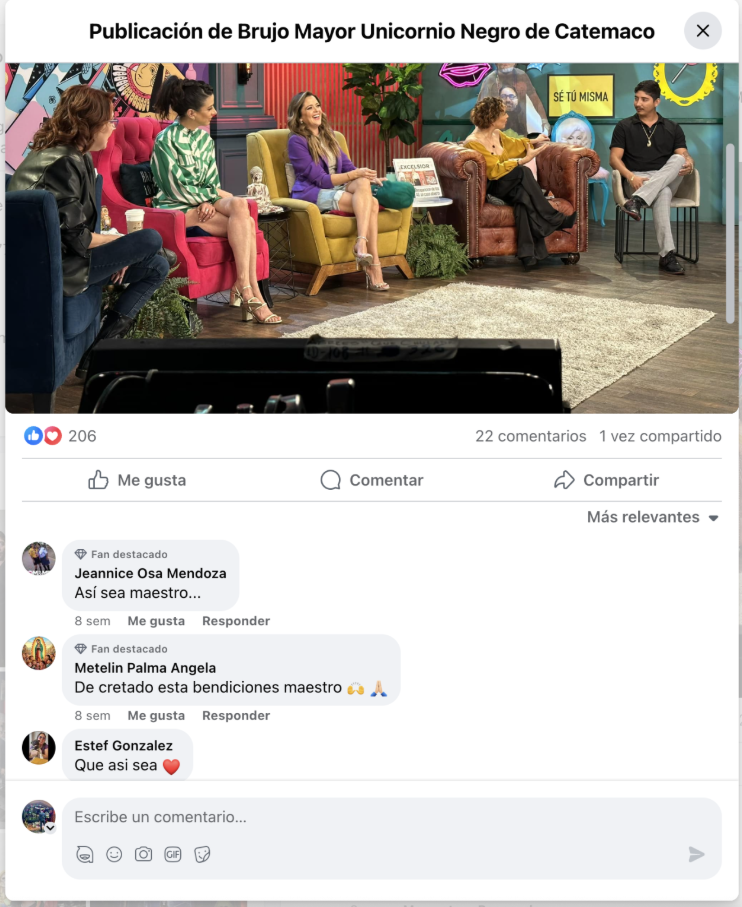 Publicación de Brujo Mayor Unicornio Negro de Catemaco
SÉ TÚ MISMA
EXCELSIOR
206
22 comentarios 1 vez compartido
Me gusta
Comentar
Compartir
Más relevantes
Fan destacado
Jeannice Osa Mendoza
Así sea maestro...
8 sem Me gusta Responder
Fan destacado
Metelin Palma Angela
De cretado esta bendiciones maestro 🙌 🙏🏻
8 sem Me gusta Responder
Estef Gonzalez
Que asi sea ❤️
Escribe un comentario...
GIF